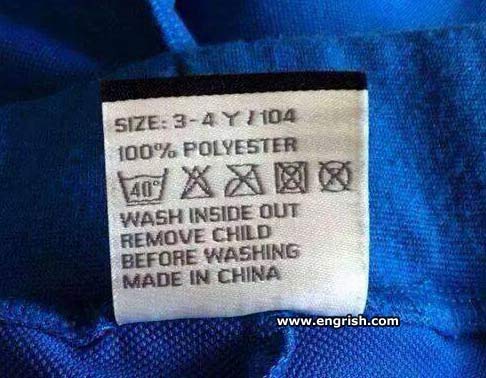 SIZE: 3-4 Y / 104
100% POLYESTER
40°
WASH INSIDE OUT
REMOVE CHILD
BEFORE WASHING
MADE IN CHINA
www.engrish.com